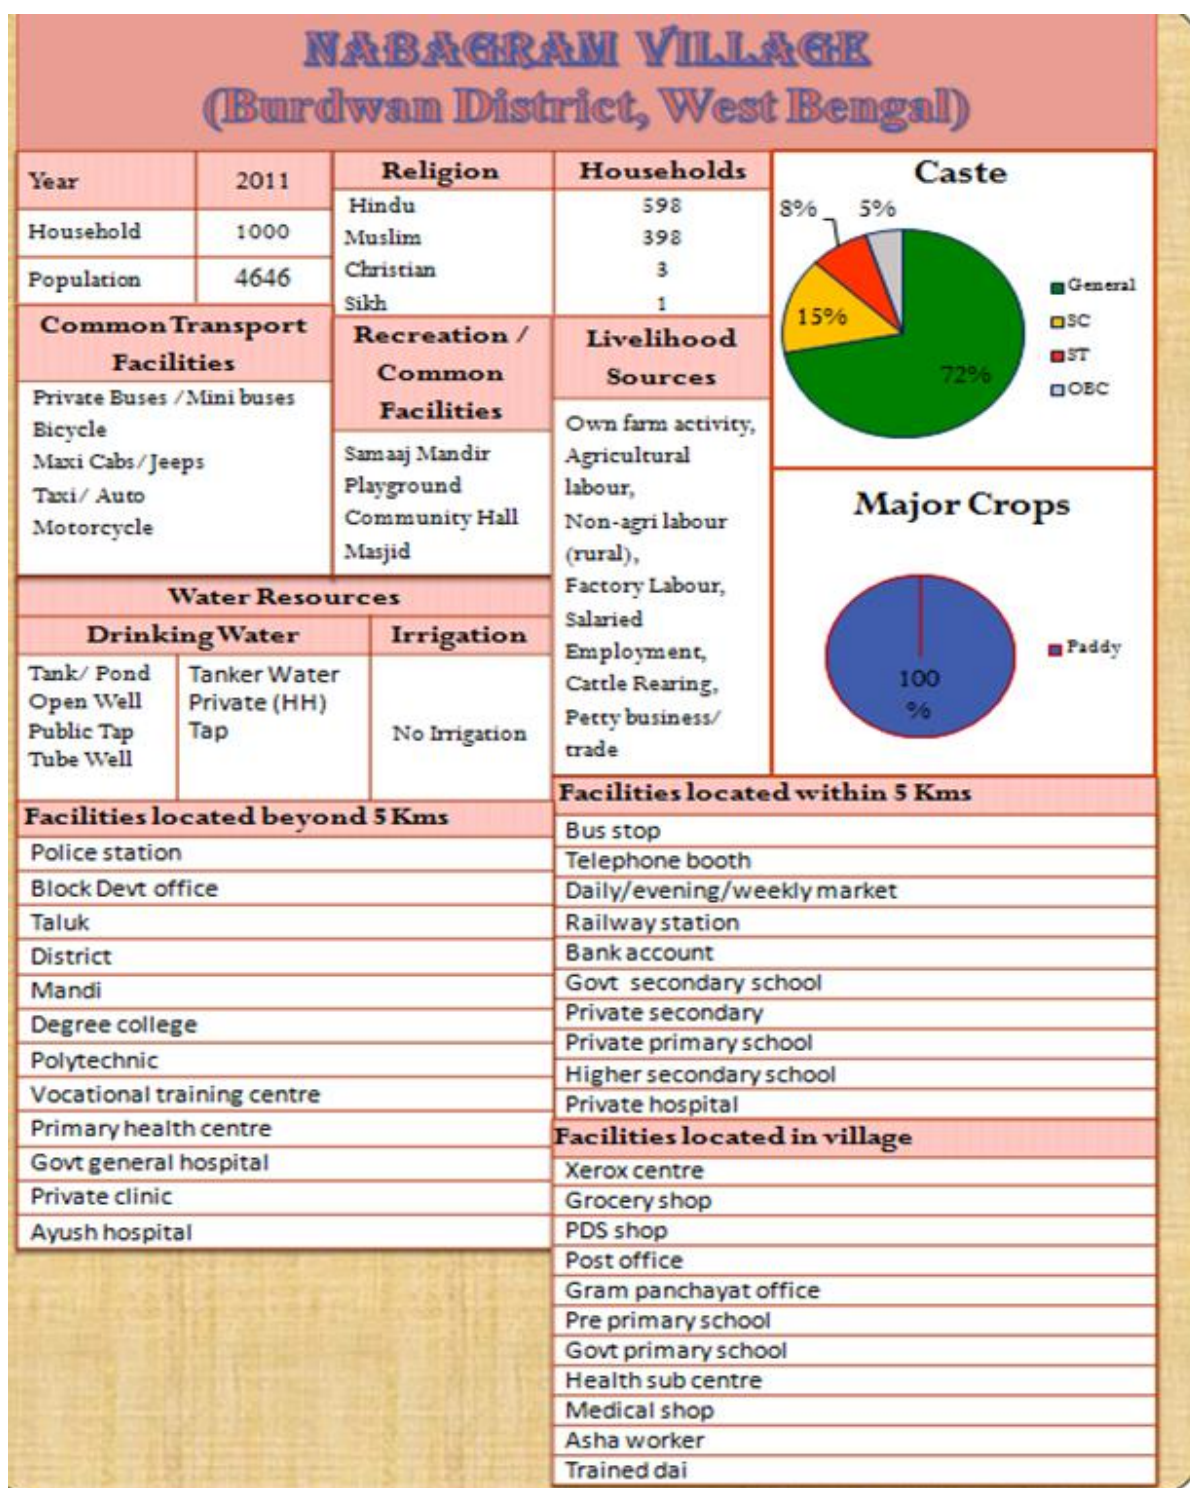 NABAGRAM VILLAGE
(Burdwan District, West Bengal)
Year 2011
Household 1000
Population 4646
Religion Households
Hindu 598
Muslim 398
Christian 3
Sikh 1
Caste
8% 5%
15%
72%
General
SC
ST
OBC
Common Transport
Facilities
Private Buses /Mini buses
Bicycle
Maxi Cabs/Jeeps
Taxi/ Auto
Motorcycle
Recreation /
Common
Facilities
Samaaj Mandir
Playground
Community Hall
Masjid
Livelihood
Sources
Own farm activity,
Agricultural
labour,
Non-agri labour
(rural),
Factory Labour,
Salaried
Employment,
Cattle Rearing,
Petty business/
trade
Major Crops
100
%
Paddy
Water Resources
Drinking Water Irrigation
Tank/ Pond
Open Well
Public Tap
Tube Well
Tanker Water
Private (HH)
Tap
No Irrigation
Facilities located beyond 5 Kms
Police station
Block Devt office
Taluk
District
Mandi
Degree college
Polytechnic
Vocational training centre
Primary health centre
Govt general hospital
Private clinic
Ayush hospital
Facilities located within 5 Kms
Bus stop
Telephone booth
Daily/evening/weekly market
Railway station
Bank account
Govt secondary school
Private secondary
Private primary school
Higher secondary school
Private hospital
Facilities located in village
Xerox centre
Grocery shop
PDS shop
Post office
Gram panchayat office
Pre primary school
Govt primary school
Health sub centre
Medical shop
Asha worker
Trained dai